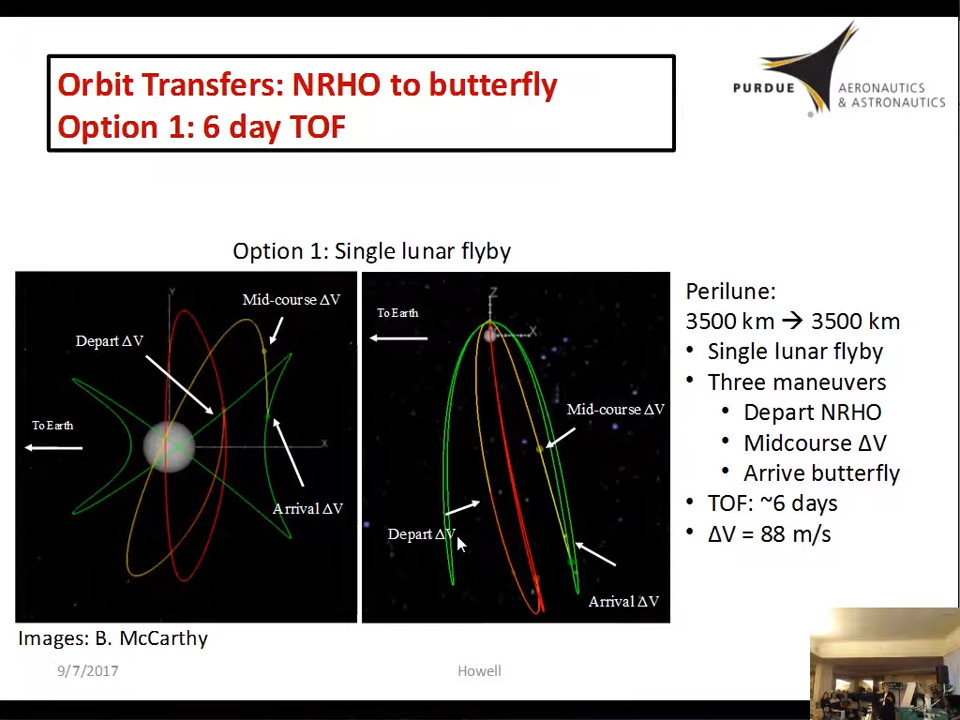 Orbit Transfers: NRHO to butterfly
Option 1: 6 day TOF
PURDUE
AERONAUTICS
& ASTRONAUTICS
®
Option 1: Single lunar flyby
Y
Mid-course ΔV
Depart ΔV
To Earth
X
Arrival ΔV
Z
To Earth
X
Mid-course ΔV
Depart ΔV
Arrival ΔV
Perilune:
3500 km → 3500 km
• Single lunar flyby
• Three maneuvers
• Depart NRHO
• Midcourse ΔV
• Arrive butterfly
• TOF: ~6 days
• ΔV = 88 m/s
Images: B. McCarthy
9/7/2017
Howell